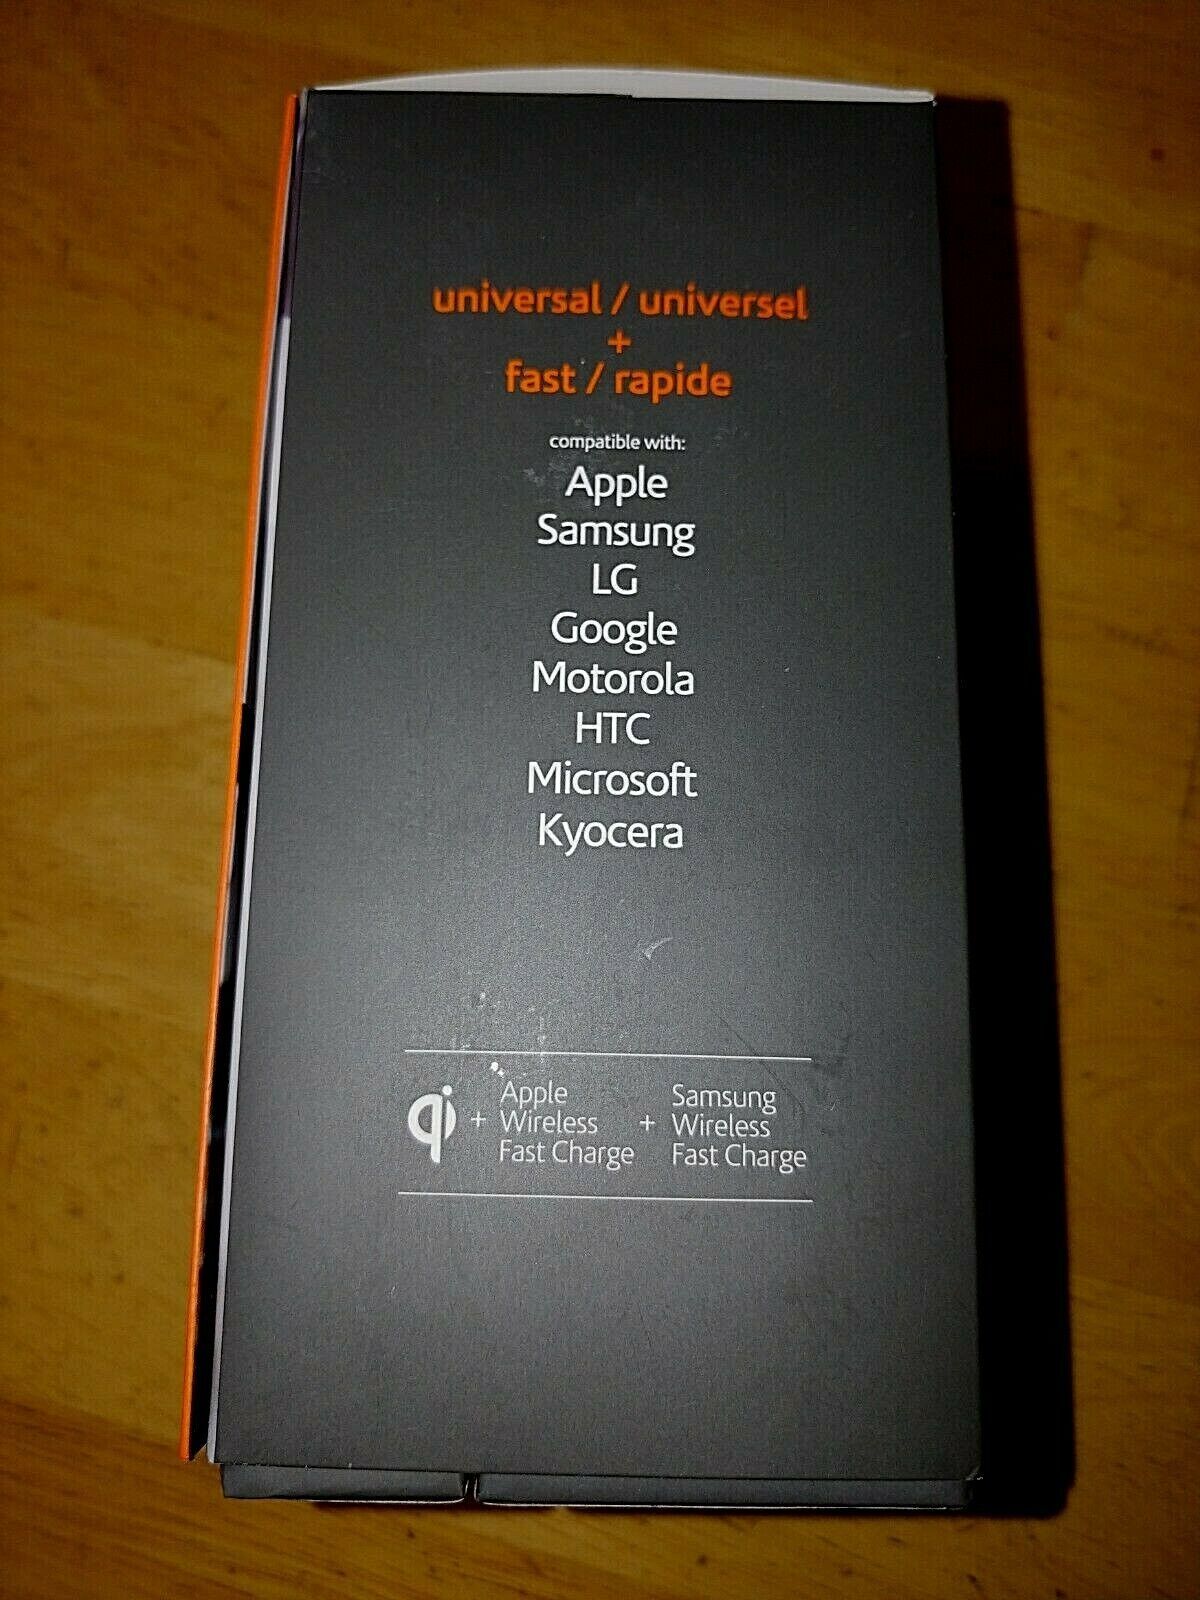 universal / universel
+
fast / rapide
compatible with:
Apple
Samsung
LG
Google
Motorola
HTC
Microsoft
Kyocera
qi + Apple Wireless Fast Charge + Samsung Wireless Fast Charge